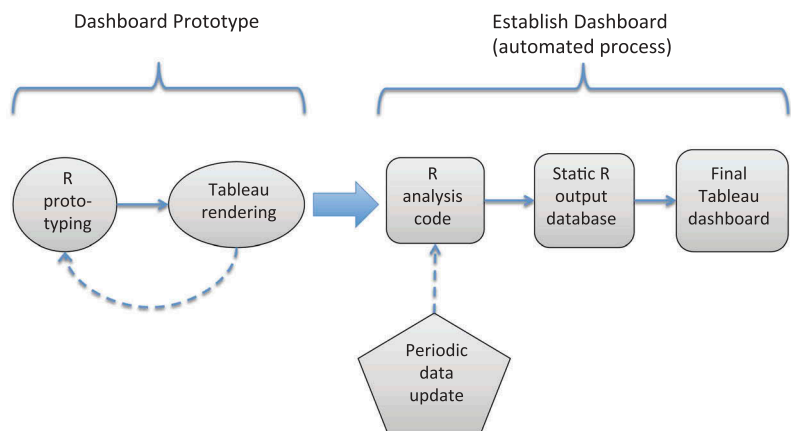 Dashboard Prototype
Establish Dashboard
(automated process)
R
proto-
typing
Tableau
rendering
R
analysis
code
Static R
output
database
Final
Tableau
dashboard
Periodic
data
update